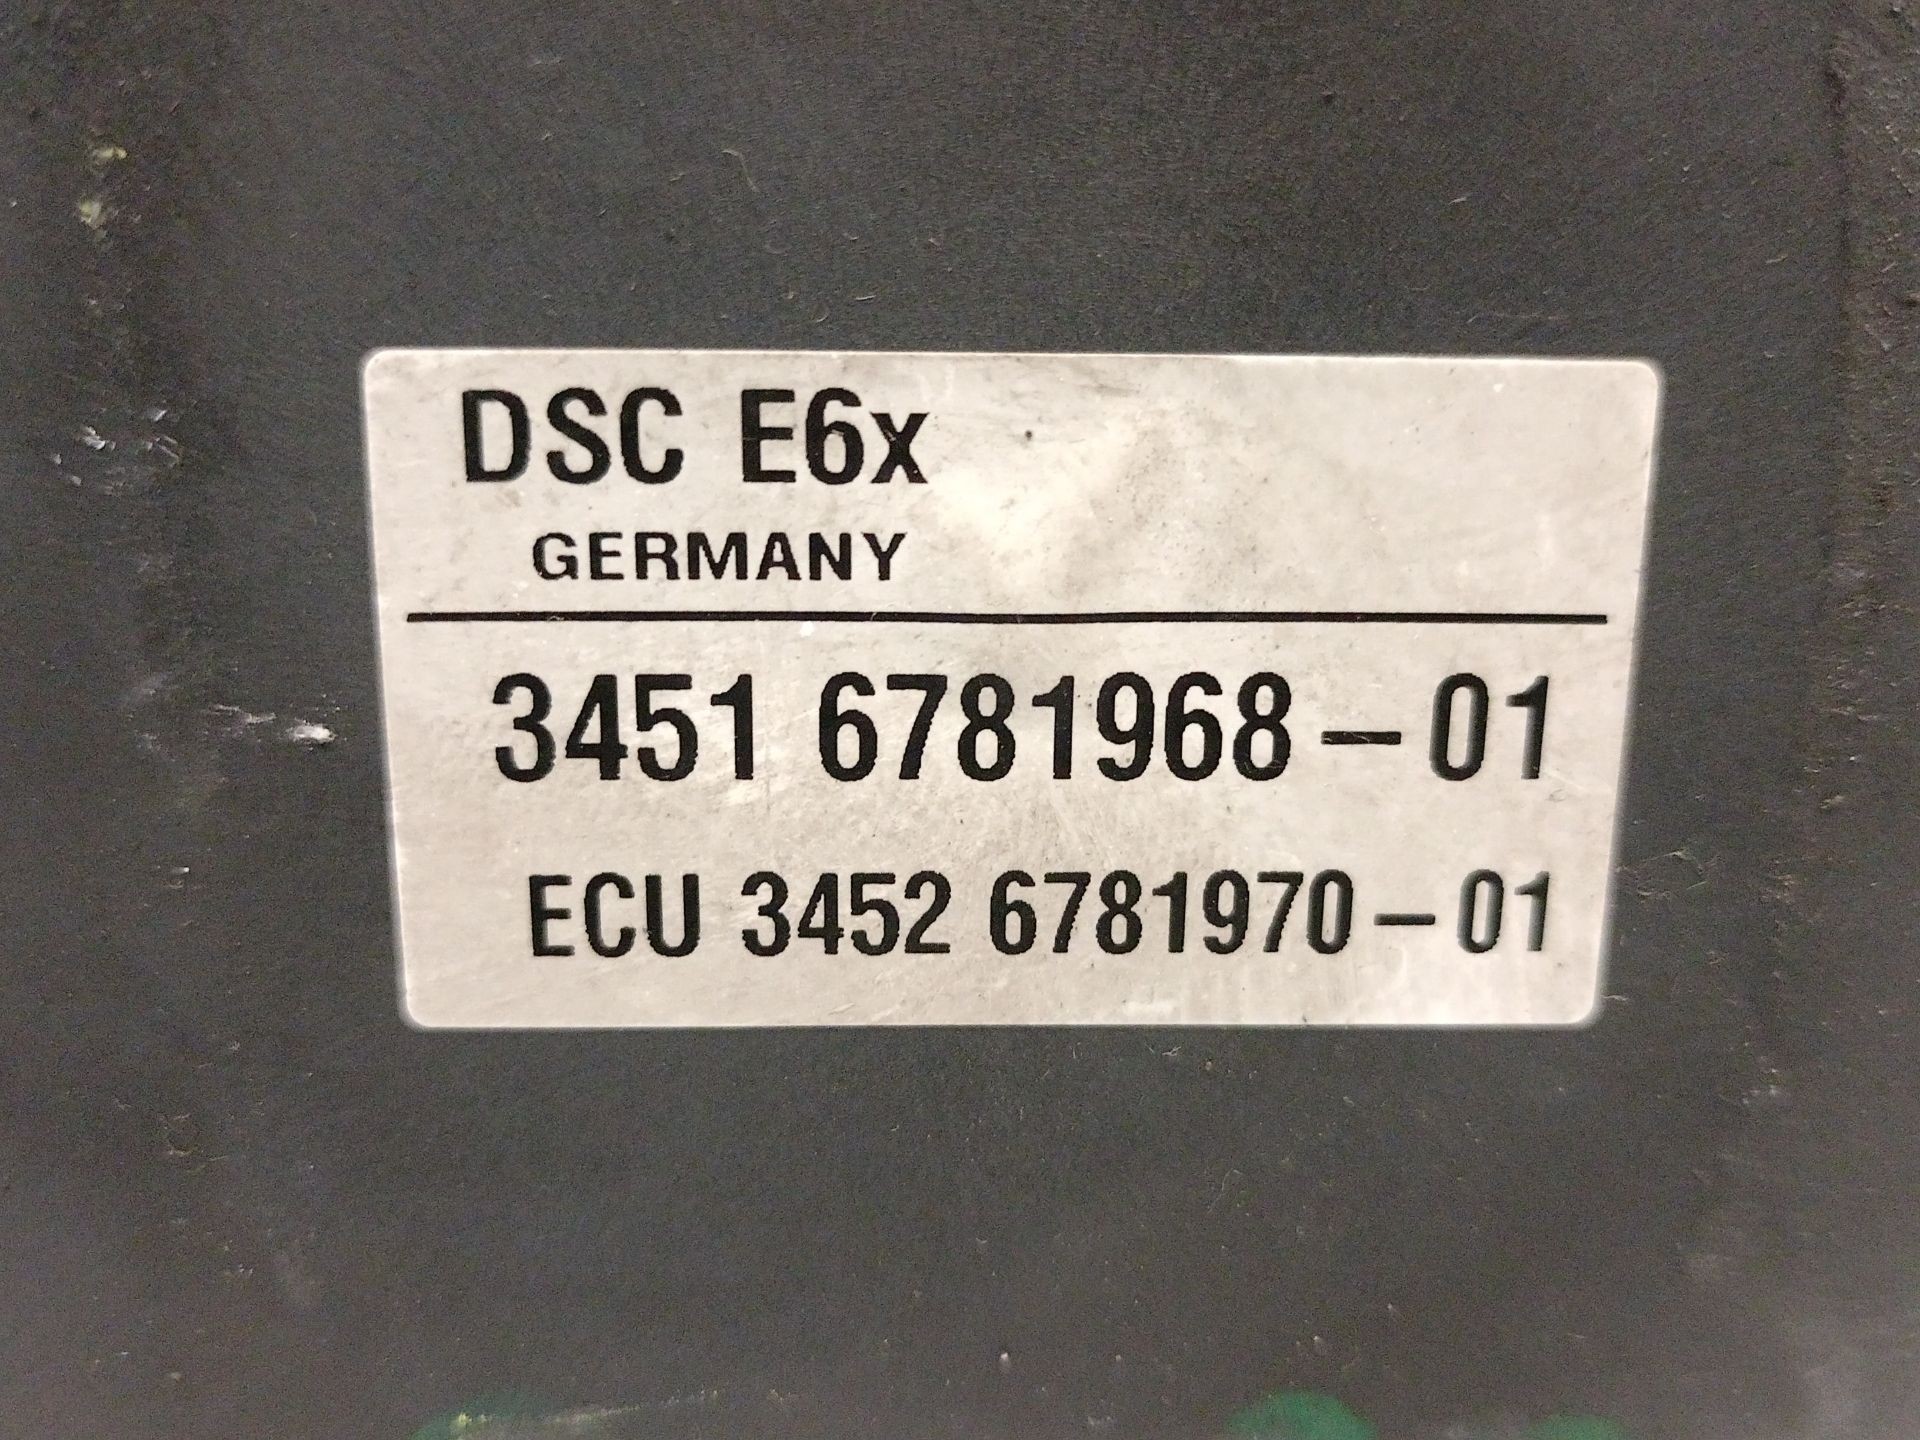 DSC E6x
GERMANY
3451 6781968-01
ECU 3452 6781970-01